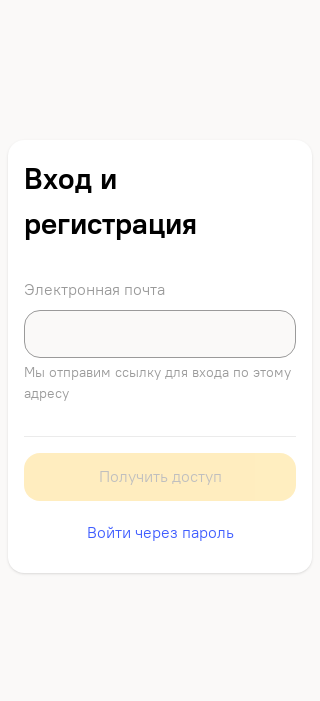 Вход и
регистрация
Электронная почта
Мы отправим ссылку для входа по этому
адресу
Получить доступ
Войти через пароль